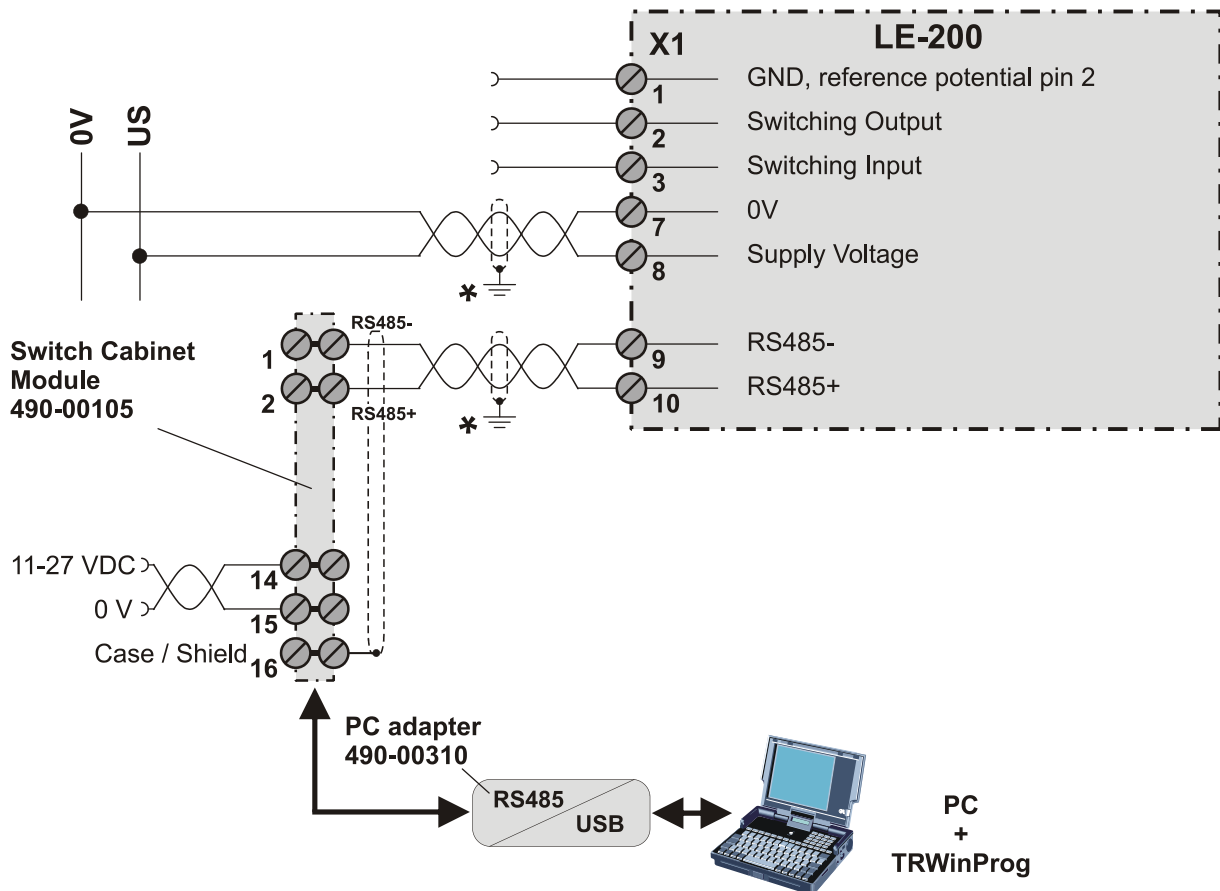 LE-200
X1
1 GND, reference potential pin 2
2 Switching Output
3 Switching Input
7 0V
8 Supply Voltage
9 RS485-
10 RS485+
0V
US
*
Switch Cabinet
Module
490-00105
1 RS485-
2 RS485+
*
11-27 VDC 14
0 V 15
Case / Shield 16
PC adapter
490-00310
RS485
USB
PC
+
TRWinProg